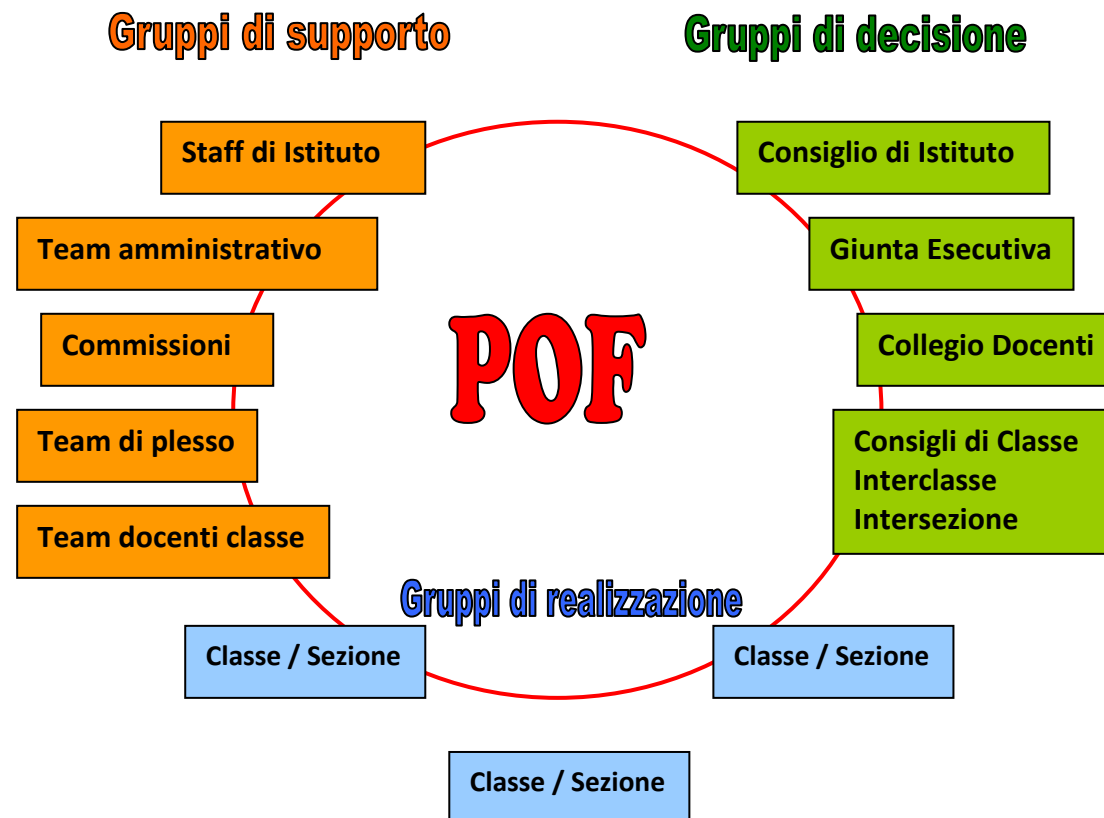 Gruppi di supporto
Gruppi di decisione
Staff di Istituto
Consiglio di Istituto
Team amministrativo
Giunta Esecutiva
Commissioni
POF
Collegio Docenti
Team di plesso
Consigli di Classe
Interclasse
Intersezione
Team docenti classe
Gruppi di realizzazione
Classe / Sezione
Classe / Sezione
Classe / Sezione